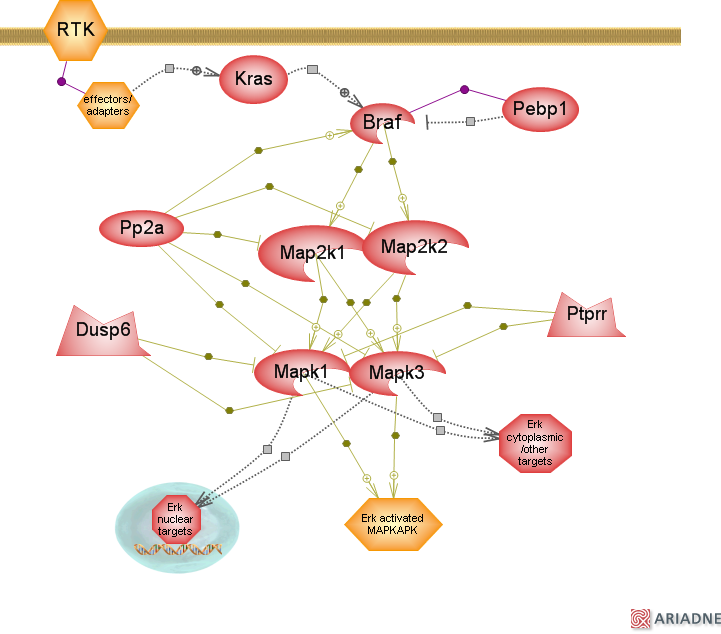 RTK
effectors/
adapters
Kras
Braf
Pebp1
Pp2a
Map2k1
Map2k2
Dusp6
Ptprr
Mapk1
Mapk3
Erk
cytoplasmic
/other
targets
Erk
nuclear
targets
Erk activated
MAPKAPK
ARIADNE